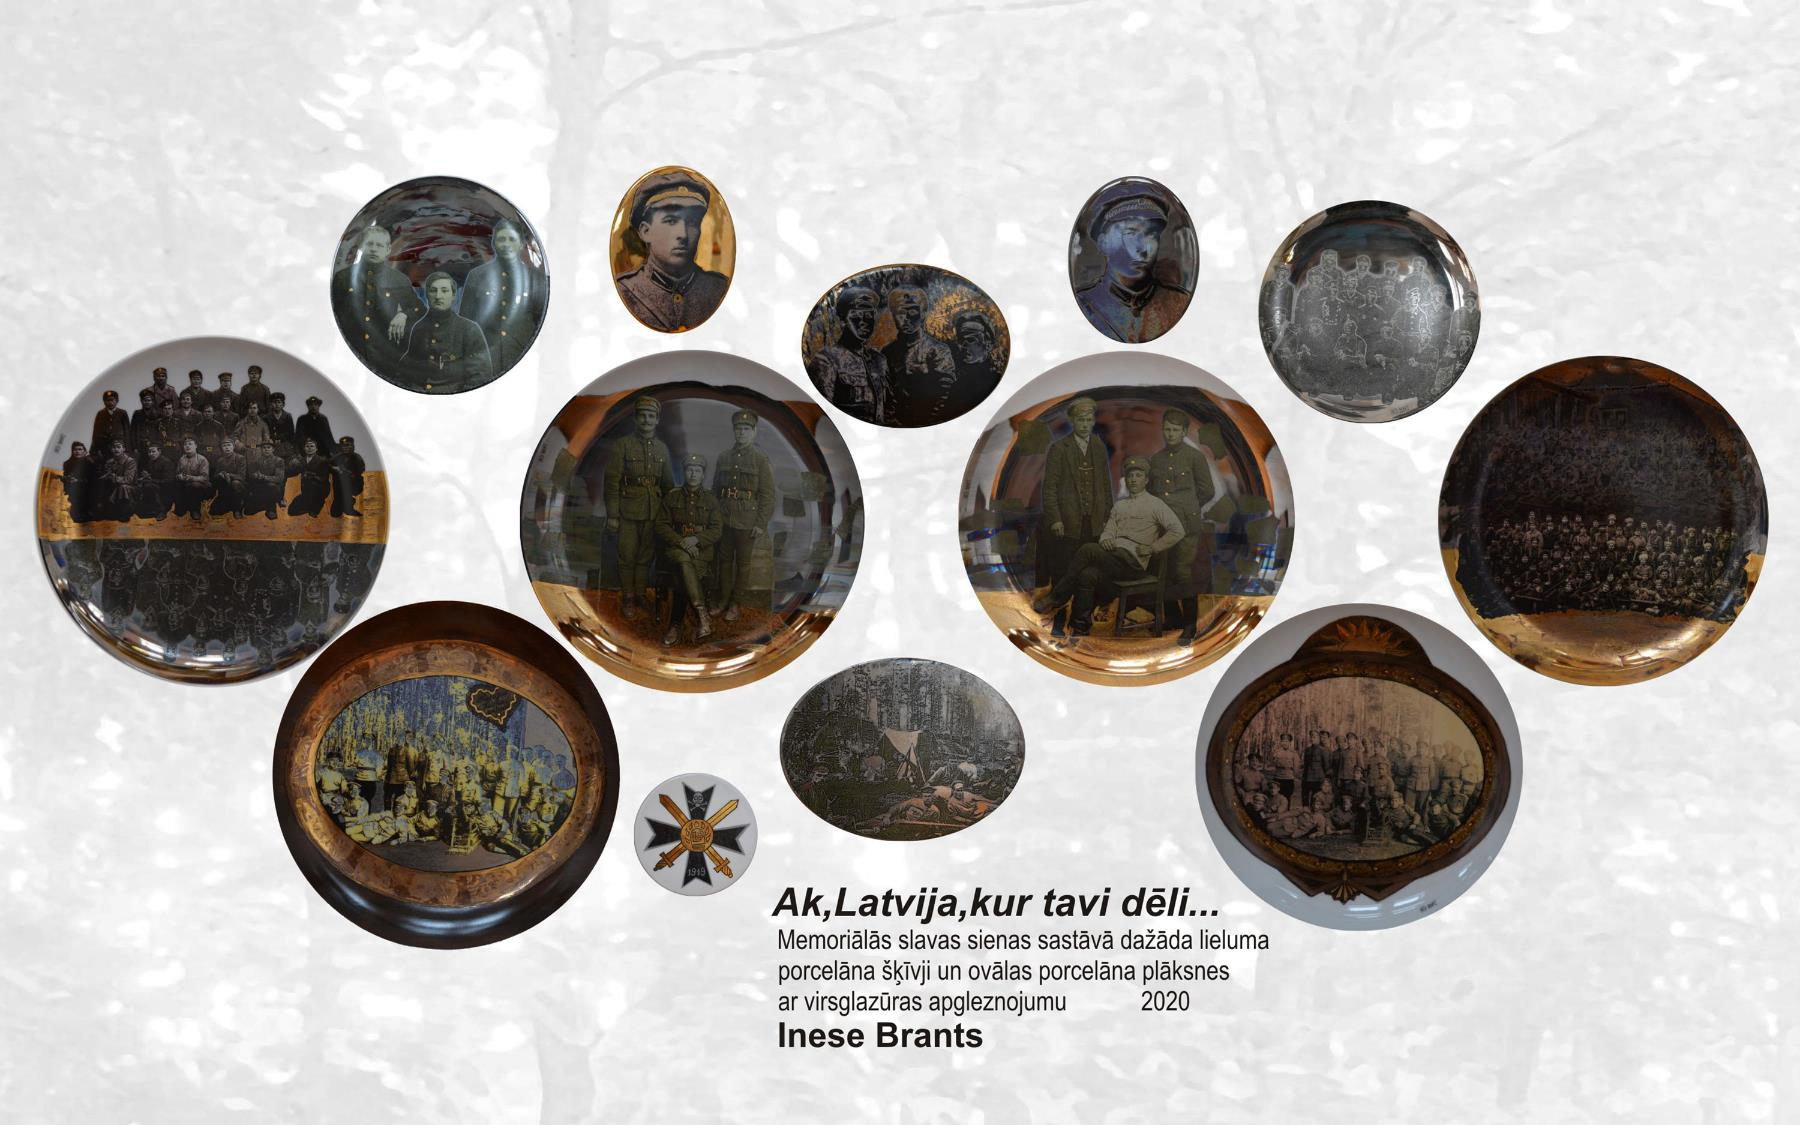 1919
Ak,Latvija,kur tavi dēli...
Memoriālās slavas sienas sastāvā dažāda lieluma
porcelāna šķīvji un ovālas porcelāna plāksnes
ar virsglazūras apgleznojumu 2020
Inese Brants